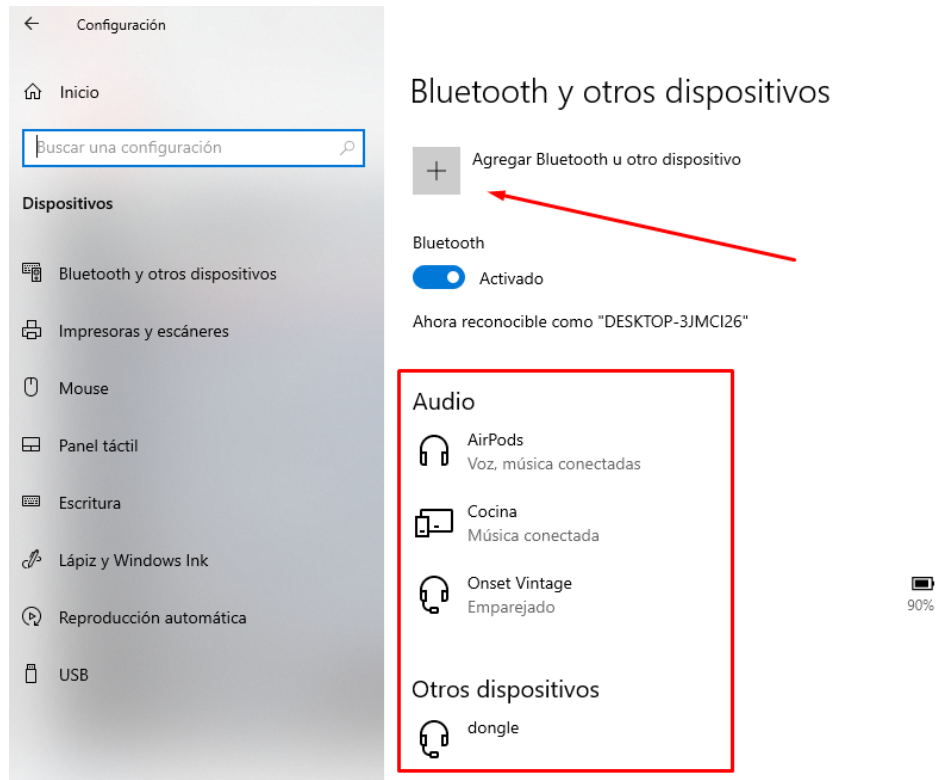 Configuración
Inicio
Buscar una configuración
Dispositivos
Bluetooth y otros dispositivos
Impresoras y escáneres
Mouse
Panel táctil
Escritura
Lápiz y Windows Ink
Reproducción automática
USB
Bluetooth y otros dispositivos
Agregar Bluetooth u otro dispositivo
Bluetooth
Activado
Ahora reconocible como "DESKTOP-3JMCI26"
Audio
AirPods
Voz, música conectadas
Cocina
Música conectada
Onset Vintage
Emparejado
90%
Otros dispositivos
dongle